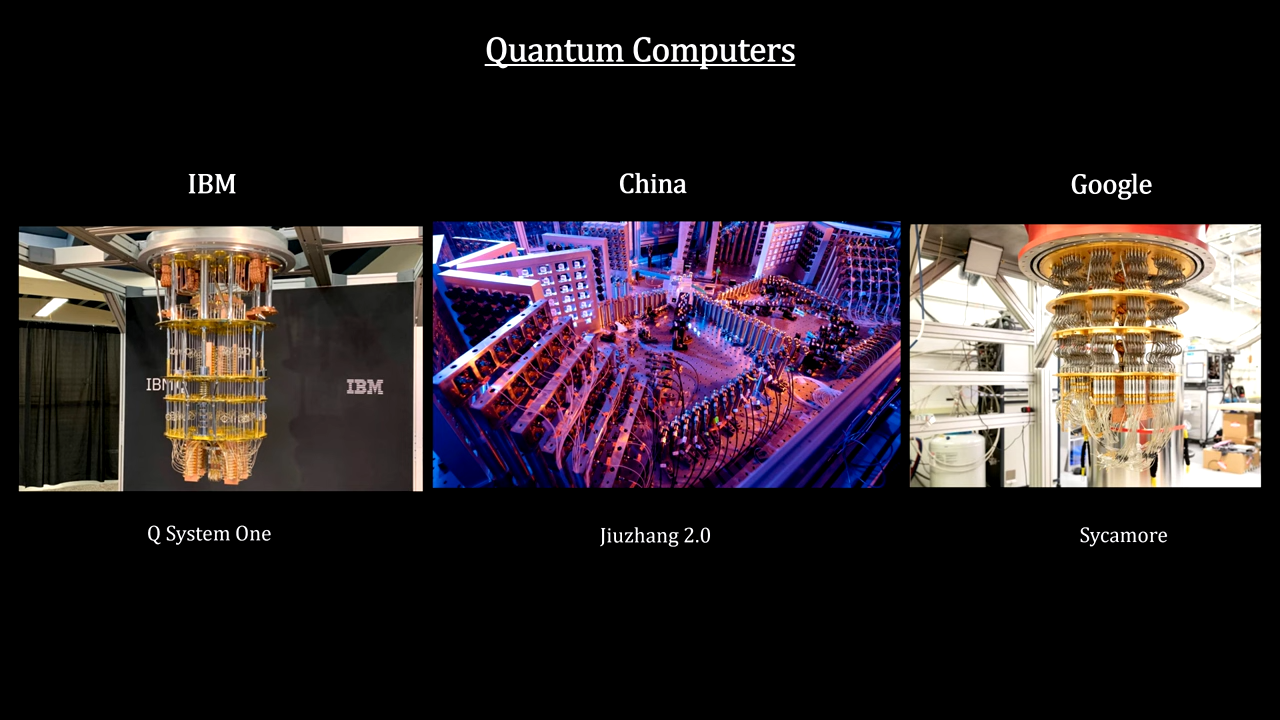 Quantum Computers
IBM
China
Google
IBM
IBM
Q System One
Jiuzhang 2.0
Sycamore